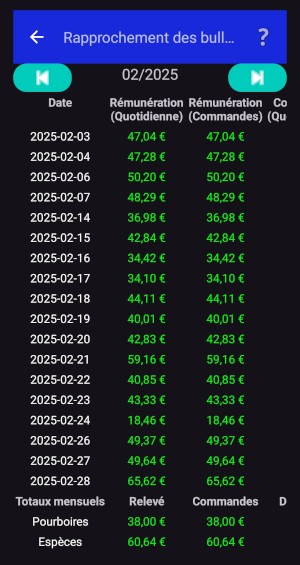 Rapprochement des bull... ?
02/2025
Date Rémunération Rémunération Co
(Quotidienne) (Commandes) (Qu
2025-02-03 47,04 € 47,04 €
2025-02-04 47,28 € 47,28 €
2025-02-06 50,20 € 50,20 €
2025-02-07 48,29 € 48,29 €
2025-02-14 36,98 € 36,98 €
2025-02-15 42,84 € 42,84 €
2025-02-16 34,42 € 34,42 €
2025-02-17 34,10 € 34,10 €
2025-02-18 44,11 € 44,11 €
2025-02-19 40,01 € 40,01 €
2025-02-20 42,83 € 42,83 €
2025-02-21 59,16 € 59,16 €
2025-02-22 40,85 € 40,85 €
2025-02-23 43,33 € 43,33 €
2025-02-24 18,46 € 18,46 €
2025-02-26 49,37 € 49,37 €
2025-02-27 49,64 € 49,64 €
2025-02-28 65,62 € 65,62 €
Totaux mensuels Relevé Commandes D
Pourboires 38,00 € 38,00 €
Espèces 60,64 € 60,64 €